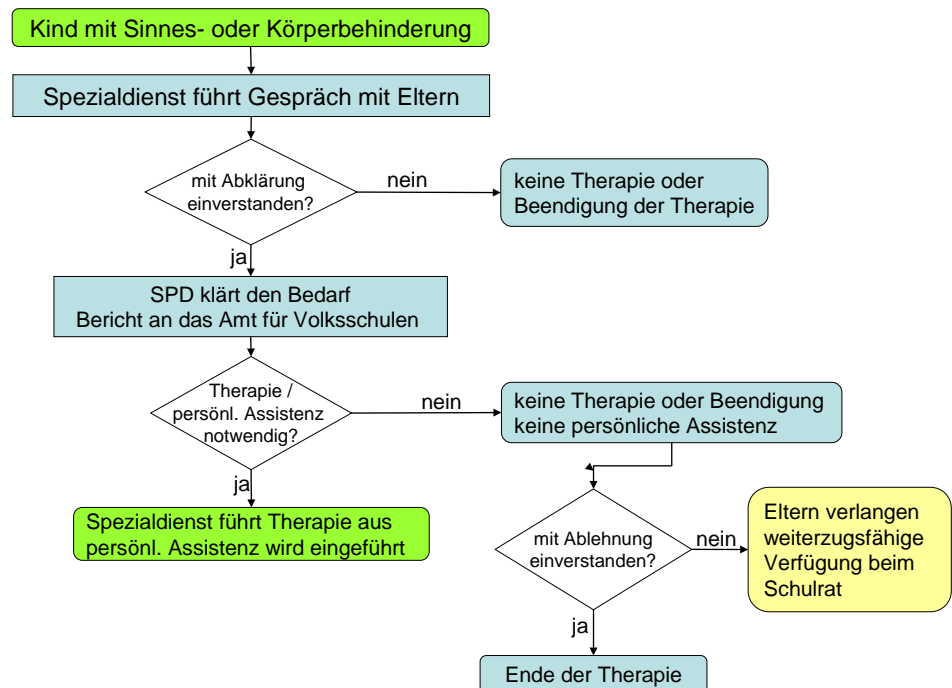 Kind mit Sinnes- oder Körperbehinderung
Spezialdienst führt Gespräch mit Eltern
mit Abklärung
einverstanden?
nein
keine Therapie oder
Beendigung der Therapie
ja
SPD klärt den Bedarf
Bericht an das Amt für Volksschulen
Therapie /
persönl. Assistenz
notwendig?
nein
keine Therapie oder Beendigung
keine persönliche Assistenz
ja
Spezialdienst führt Therapie aus
persönl. Assistenz wird eingeführt
mit Ablehnung
einverstanden?
nein
Eltern verlangen
weiterzugsfähige
Verfügung beim
Schulrat
ja
Ende der Therapie